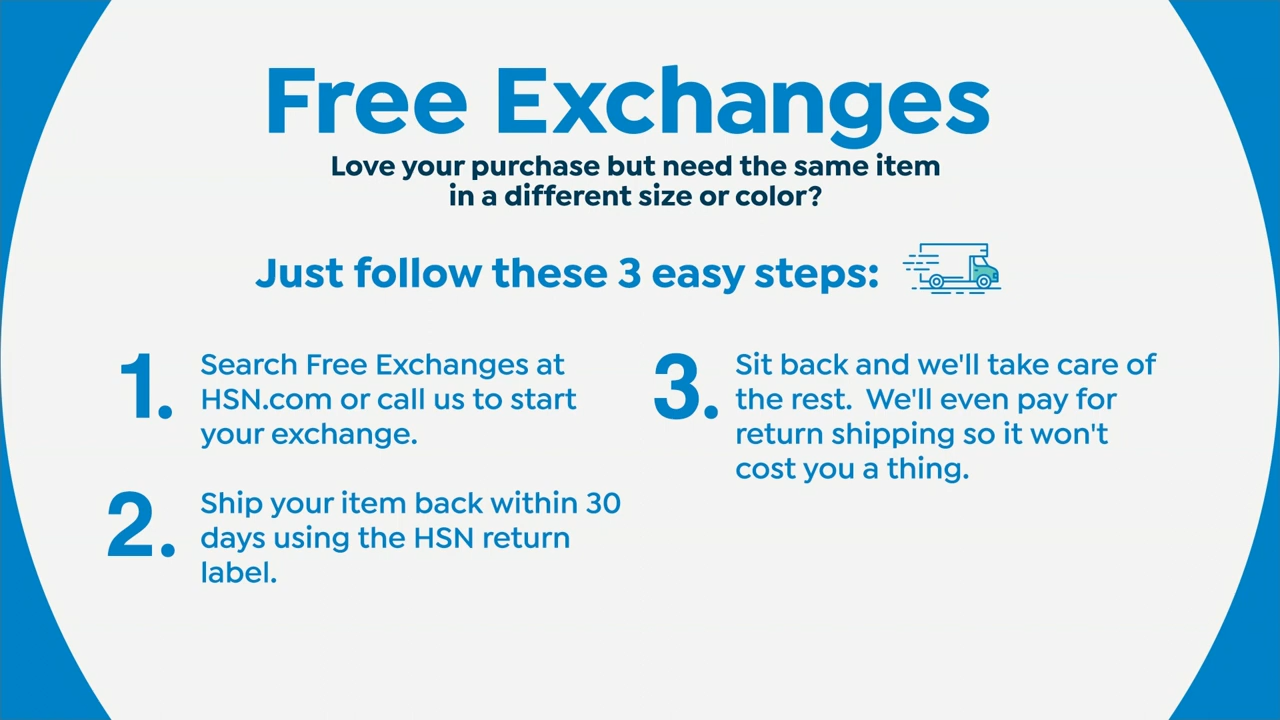 Free Exchanges
Love your purchase but need the same item
in a different size or color?
Just follow these 3 easy steps:
1. Search Free Exchanges at
HSN.com or call us to start
your exchange.
2. Ship your item back within 30
days using the HSN return
label.
3. Sit back and we'll take care of
the rest.  We'll even pay for
return shipping so it won't
cost you a thing.